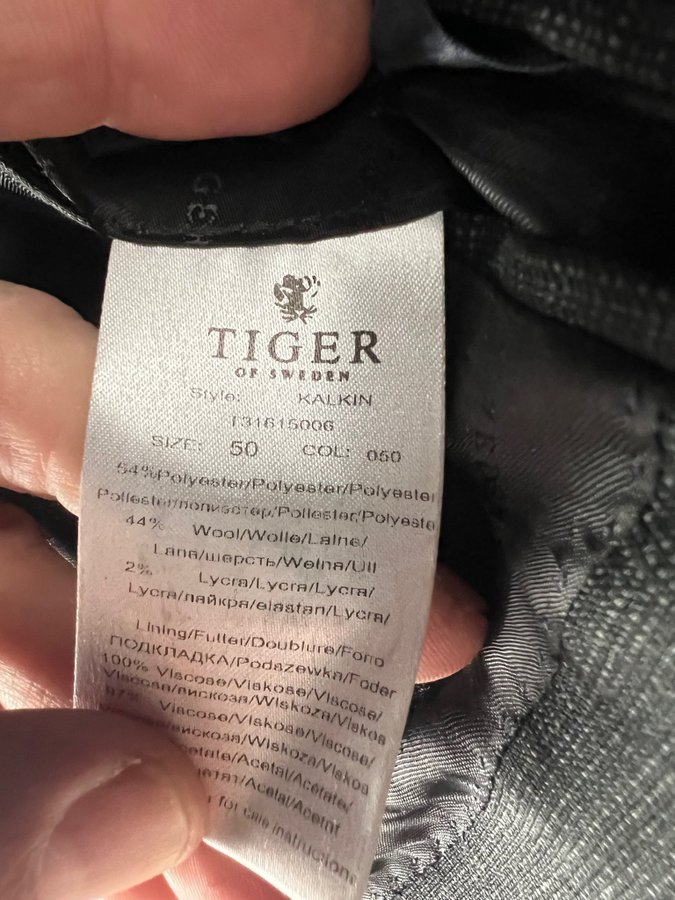 TIGER
OF SWEDEN
Style: KALKIN
T31615006
SIZE: 50 COL: 050
54%Polyester/Polyester/Polyester
Poliester/полиэстер/Poliester/Polyeste
44% Wool/Wolle/Laine/
Lana/шерсть/Wełna/Ull
2% Lycra/Lycra/Lycra/
Lycra/лайкра/elastan/Lycra/
Lining/Futter/Doublure/Forro
ПОДКЛАДКА/Podszewka/Foder
100% Viscose/Viskose/Viscose/
Viscosa/вискоза/Wiskoza/Viskos
Viscose/Viskose/Viscose/
вискоза/Wiskoza/Viskos
Acetate/Acetat/Acétate/
/Acetat/Acetat
for care instructions